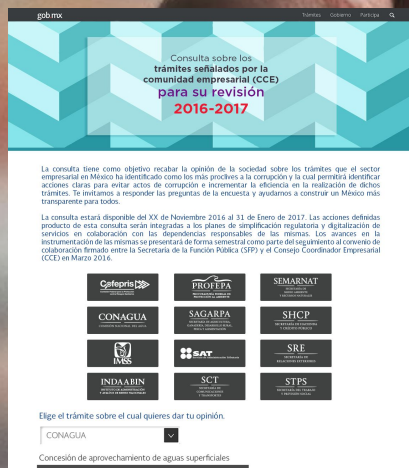 gob.mx
Trámites Gobierno Participa
Consulta sobre los
trámites señalados por la
comunidad empresarial (CCE)
para su revisión
2016-2017
La consulta tiene como objetivo recabar la opinión de la sociedad sobre los trámites que el sector
empresarial en México ha identificado como los más proclives a la corrupción y la cual permitirá identificar
acciones claras para evitar actos de corrupción e incrementar la eficiencia en la realización de dichos
trámites. Te invitamos a responder las preguntas de la encuesta y ayudarnos a construir un México más
transparente para todos.
La consulta estará disponible del XX de Noviembre 2016 al 31 de Enero de 2017. Las acciones definidas
producto de esta consulta serán integradas a los planes de simplificación regulatoria y digitalización de
servicios en colaboración con las dependencias responsables de las mismas. Los avances en la
instrumentación de las mismas se presentará de forma semestral como parte del seguimiento al convenio de
colaboración firmado entre la Secretaría de la Función Pública (SFP) y el Consejo Coordinador Empresarial
(CCE) en Marzo 2016.
Cofepris PROFEPA SEMARNAT
CONAGUA SAGARPA SHCP
IMSS SAT SRE
INDAABIN SCT STPS
Elige el trámite sobre el cual quieres dar tu opinión.
CONAGUA
Concesión de aprovechamiento de aguas superficiales